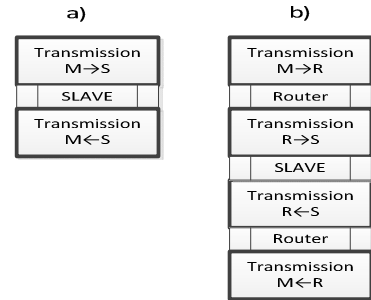 a)
Transmission
M→S
SLAVE
Transmission
M←S
b)
Transmission
M→R
Router
Transmission
R→S
SLAVE
Transmission
R←S
Router
Transmission
M←R